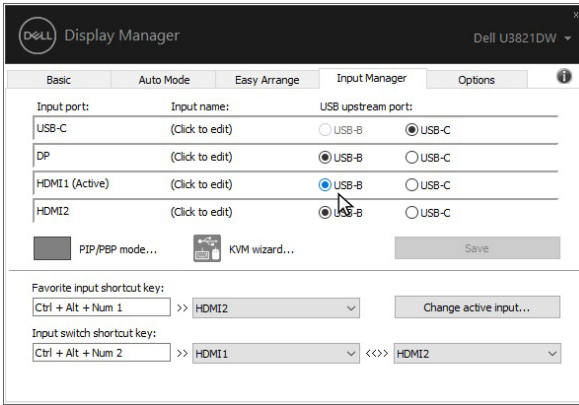 DELL Display Manager
Dell U3821DW
Basic Auto Mode Easy Arrange Input Manager Options
Input port: Input name: USB upstream port:
USB-C (Click to edit) USB-B USB-C
DP (Click to edit) USB-B USB-C
HDMI1 (Active) (Click to edit) USB-B USB-C
HDMI2 (Click to edit) USB-B USB-C
PIP/PBP mode... KVM wizard... Save
Favorite input shortcut key:
Ctrl + Alt + Num 1 >> HDMI2 Change active input...
Input switch shortcut key:
Ctrl + Alt + Num 2 >> HDMI1 <<>> HDMI2